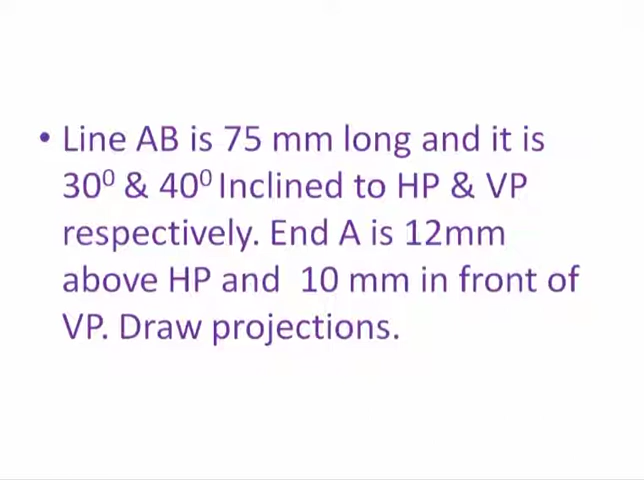 • Line AB is 75 mm long and it is
30⁰ & 40⁰ Inclined to HP & VP
respectively. End A is 12mm
above HP and  10 mm in front of
VP. Draw projections.